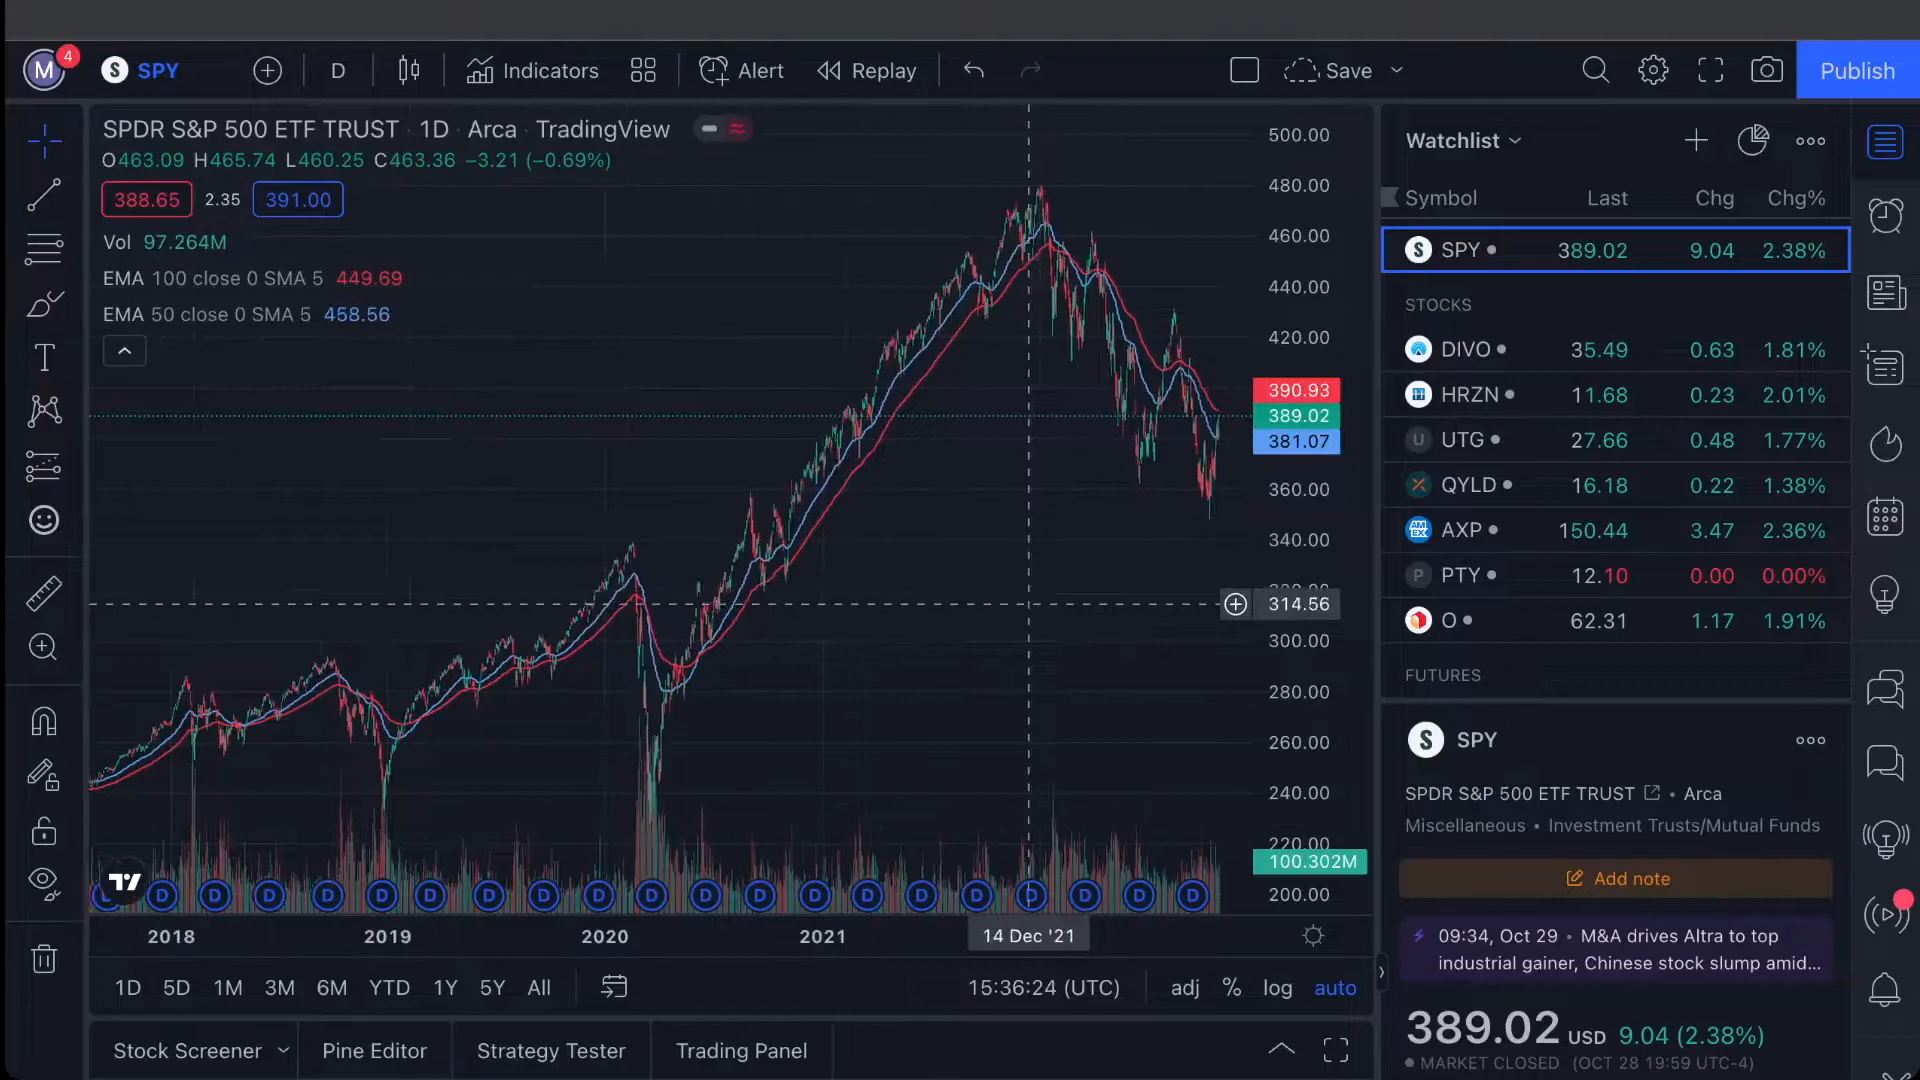 M 4 SPY D Indicators Alert Replay Save Publish
SPDR S&P 500 ETF TRUST · 1D · Arca · TradingView
O463.09 H465.74 L460.25 C463.36 −3.21 (−0.69%)
388.65 2.35 391.00
Vol 97.264M
EMA 100 close 0 SMA 5 449.69
EMA 50 close 0 SMA 5 458.56
500.00
480.00
460.00
440.00
420.00
390.93
389.02
381.07
360.00
340.00
314.56
300.00
280.00
260.00
240.00
220.00
100.302M
200.00
D D D D D D D D D D D D D D D D D D D D
2018 2019 2020 2021 14 Dec '21
1D 5D 1M 3M 6M YTD 1Y 5Y All 15:36:24 (UTC) adj % log auto
Stock Screener Pine Editor Strategy Tester Trading Panel
Watchlist
Symbol Last Chg Chg%
S SPY 389.02 9.04 2.38%
STOCKS
DIVO 35.49 0.63 1.81%
HRZN 11.68 0.23 2.01%
U UTG 27.66 0.48 1.77%
QYLD 16.18 0.22 1.38%
AM EX AXP 150.44 3.47 2.36%
P PTY 12.10 0.00 0.00%
O 62.31 1.17 1.91%
FUTURES
S SPY
SPDR S&P 500 ETF TRUST • Arca
Miscellaneous • Investment Trusts/Mutual Funds
Add note
09:34, Oct 29 • M&A drives Altra to top
industrial gainer, Chinese stock slump amid...
389.02 USD 9.04 (2.38%)
MARKET CLOSED (OCT 28 19:59 UTC-4)